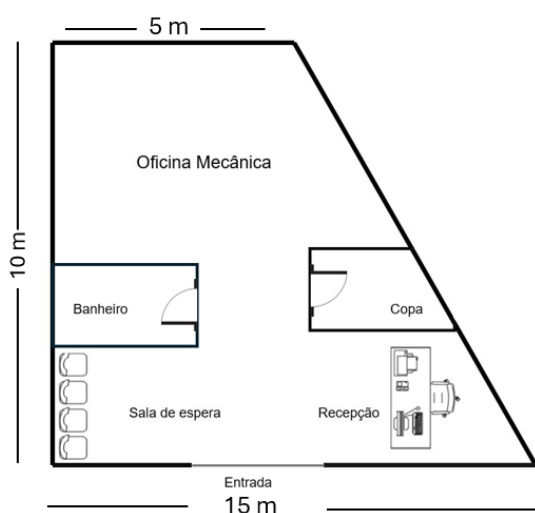 5 m
Oficina Mecânica
10 m
Banheiro
Copa
Sala de espera
Recepção
Entrada
15 m